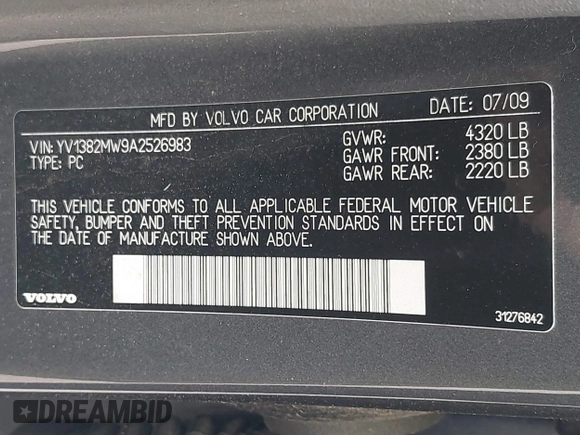 MFD BY VOLVO CAR CORPORATION DATE: 07/09
VIN: YV1382MW9A2526983 GVWR: 4320 LB
TYPE: PC GAWR FRONT: 2380 LB
GAWR REAR: 2220 LB
THIS VEHICLE CONFORMS TO ALL APPLICABLE FEDERAL MOTOR VEHICLE
SAFETY, BUMPER AND THEFT PREVENTION STANDARDS IN EFFECT ON
THE DATE OF MANUFACTURE SHOWN ABOVE.
VOLVO 31276842
DREAMBID